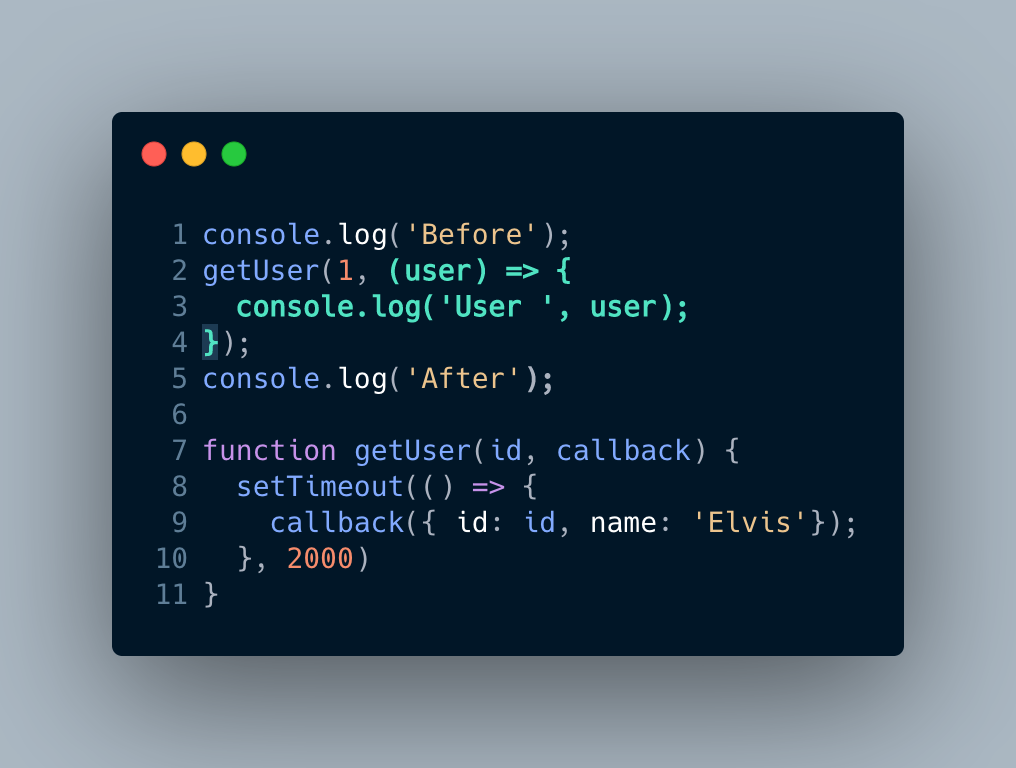 1 console.log('Before');
2 getUser(1, (user) => {
3   console.log('User ', user);
4 });
5 console.log('After');
6
7 function getUser(id, callback) {
8   setTimeout(() => {
9     callback({ id: id, name: 'Elvis'});
10   }, 2000)
11 }